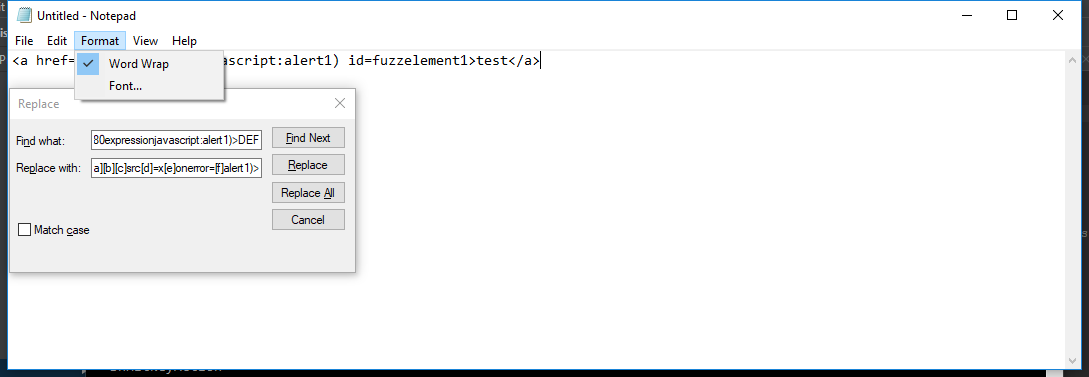 Untitled - Notepad
File Edit Format View Help
<a href= ascript:alert1) id=fuzzelement1>test</a>
Word Wrap
Font...
Replace
Find what: 80expressionjavascript:alert1)>DEF Find Next
Replace with: a][b][c]src[d]=x[e]onerror=[f]alert1)> Replace
Replace All
Cancel
Match case